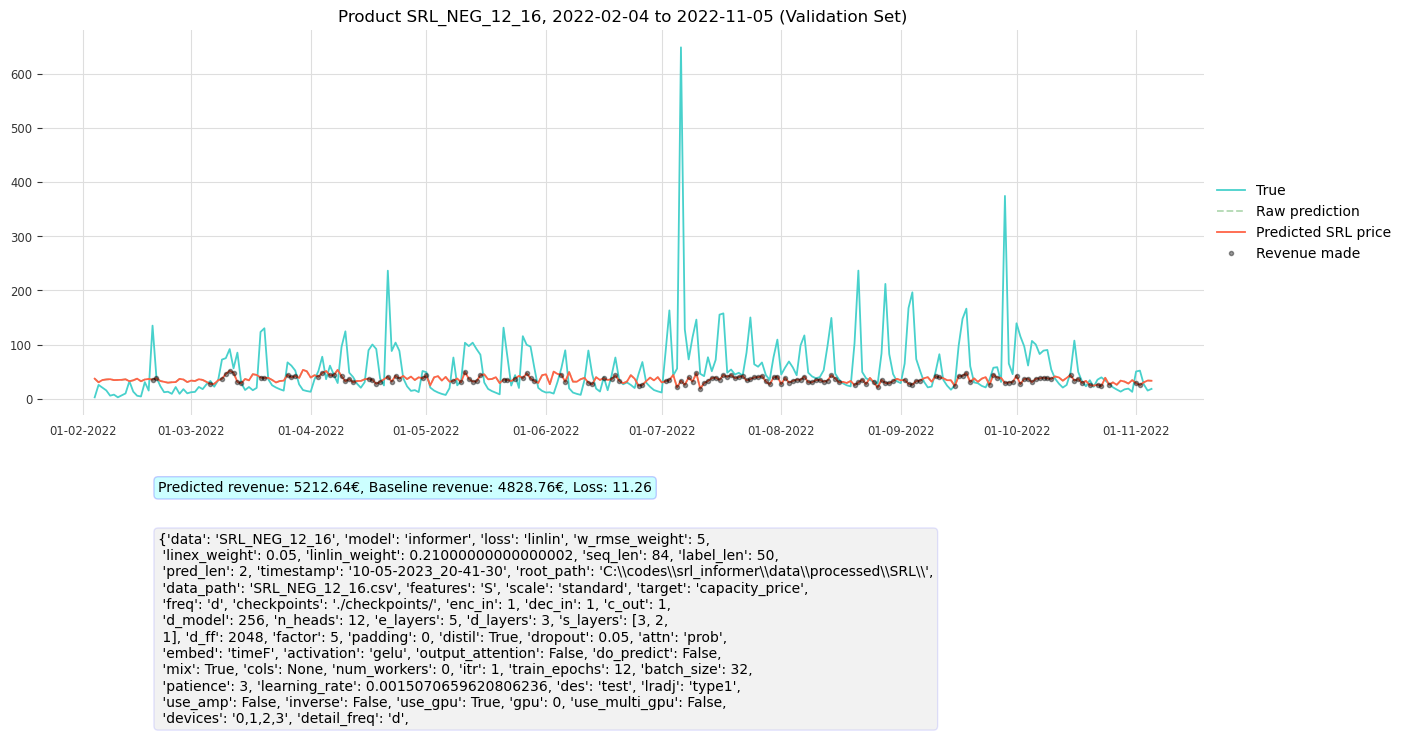 Product SRL_NEG_12_16, 2022-02-04 to 2022-11-05 (Validation Set)
600
500
400
300
200
100
0
01-02-2022 01-03-2022 01-04-2022 01-05-2022 01-06-2022 01-07-2022 01-08-2022 01-09-2022 01-10-2022 01-11-2022
True
Raw prediction
Predicted SRL price
Revenue made
Predicted revenue: 5212.64€, Baseline revenue: 4828.76€, Loss: 11.26
{'data': 'SRL_NEG_12_16', 'model': 'informer', 'loss': 'linlin', 'w_rmse_weight': 5,
'linex_weight': 0.05, 'linlin_weight': 0.21000000000000002, 'seq_len': 84, 'label_len': 50,
'pred_len': 2, 'timestamp': '10-05-2023_20-41-30', 'root_path': 'C:\\codes\\srl_informer\\data\\processed\\SRL\\',
'data_path': 'SRL_NEG_12_16.csv', 'features': 'S', 'scale': 'standard', 'target': 'capacity_price',
'freq': 'd', 'checkpoints': './checkpoints/', 'enc_in': 1, 'dec_in': 1, 'c_out': 1,
'd_model': 256, 'n_heads': 12, 'e_layers': 5, 'd_layers': 3, 's_layers': [3, 2,
1], 'd_ff': 2048, 'factor': 5, 'padding': 0, 'distil': True, 'dropout': 0.05, 'attn': 'prob',
'embed': 'timeF', 'activation': 'gelu', 'output_attention': False, 'do_predict': False,
'mix': True, 'cols': None, 'num_workers': 0, 'itr': 1, 'train_epochs': 12, 'batch_size': 32,
'patience': 3, 'learning_rate': 0.0015070659620806236, 'des': 'test', 'lradj': 'type1',
'use_amp': False, 'inverse': False, 'use_gpu': True, 'gpu': 0, 'use_multi_gpu': False,
'devices': '0,1,2,3', 'detail_freq': 'd',